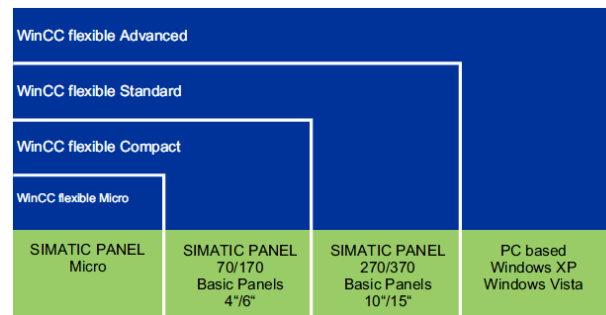 WinCC flexible Advanced
WinCC flexible Standard
WinCC flexible Compact
WinCC flexible Micro
SIMATIC PANEL
Micro
SIMATIC PANEL
70/170
Basic Panels
4“/6“
SIMATIC PANEL
270/370
Basic Panels
10“/15“
PC based
Windows XP
Windows Vista